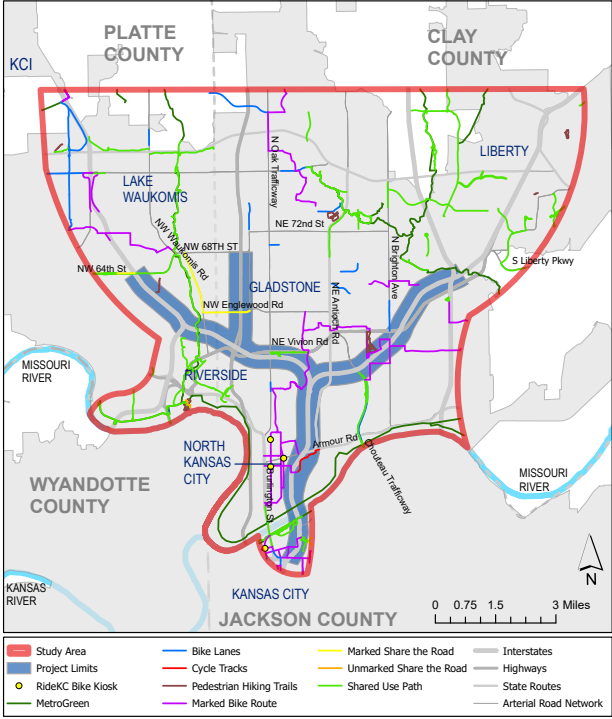 PLATTE
COUNTY
CLAY
COUNTY
KCI
N Oak Trafficway
LIBERTY
LAKE
WAUKOMIS
NE 72nd St
NW Waukomis Rd
NW 68TH ST
N Brighton Ave
NW 64th St
S Liberty Pkwy
GLADSTONE
NE Antioch Rd
NW Englewood Rd
NE Vivion Rd
MISSOURI
RIVER
RIVERSIDE
Armour Rd
NORTH
KANSAS
CITY
Chouteau Trafficway
Burlington St
WYANDOTTE
COUNTY
MISSOURI
RIVER
N
KANSAS
RIVER
KANSAS CITY
JACKSON COUNTY
0 0.75 1.5 3 Miles
Study Area
Project Limits
RideKC Bike Kiosk
MetroGreen
Bike Lanes
Cycle Tracks
Pedestrian Hiking Trails
Marked Bike Route
Marked Share the Road
Unmarked Share the Road
Shared Use Path
Interstates
Highways
State Routes
Arterial Road Network